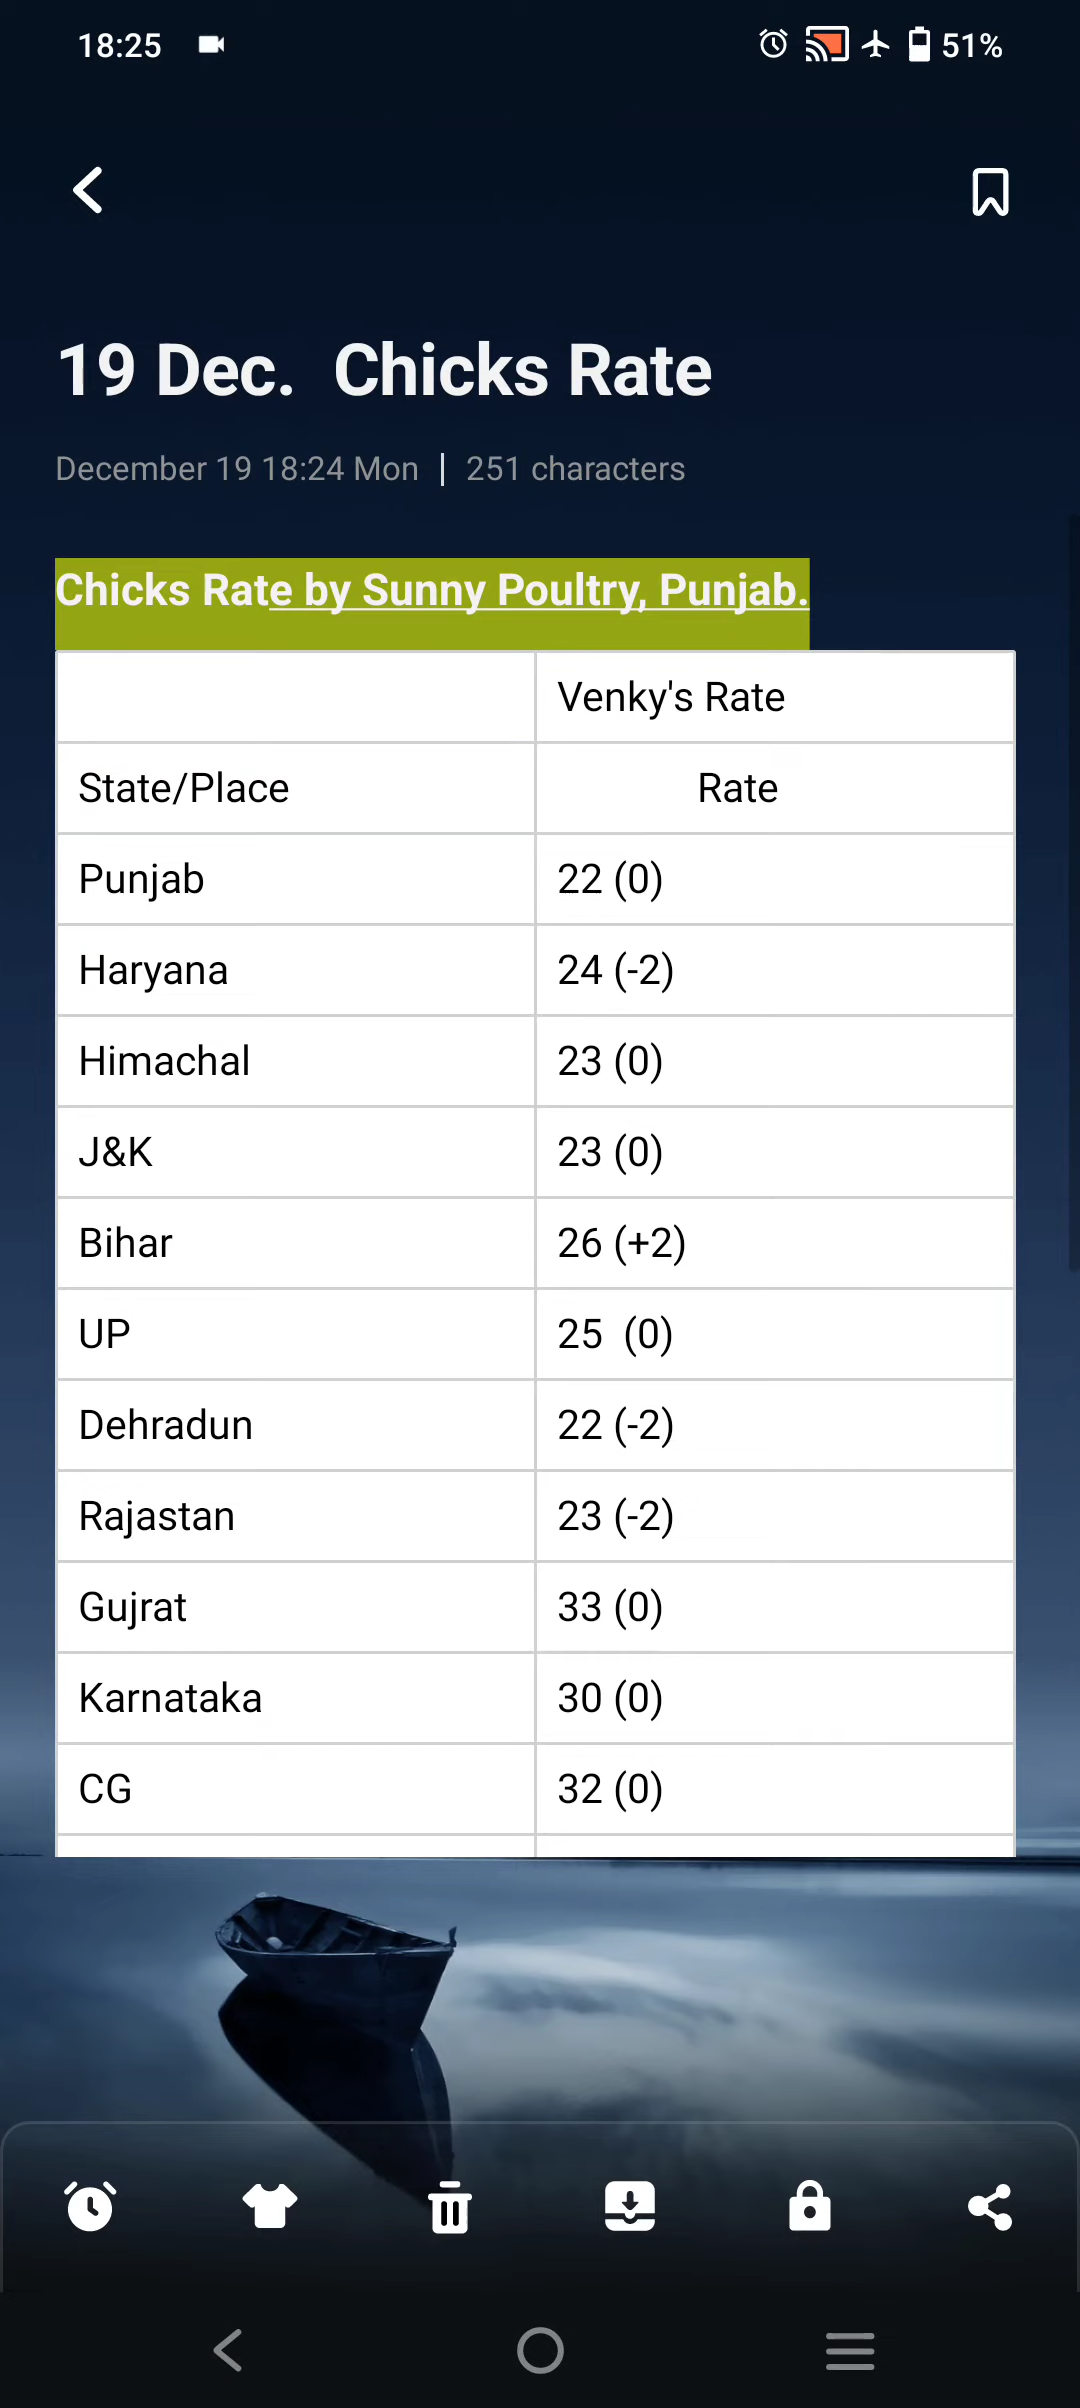 18:25 51%
19 Dec.  Chicks Rate
December 19 18:24 Mon | 251 characters
Chicks Rate by Sunny Poultry, Punjab.
Venky's Rate
State/Place Rate
Punjab 22 (0)
Haryana 24 (-2)
Himachal 23 (0)
J&K 23 (0)
Bihar 26 (+2)
UP 25  (0)
Dehradun 22 (-2)
Rajastan 23 (-2)
Gujrat 33 (0)
Karnataka 30 (0)
CG 32 (0)